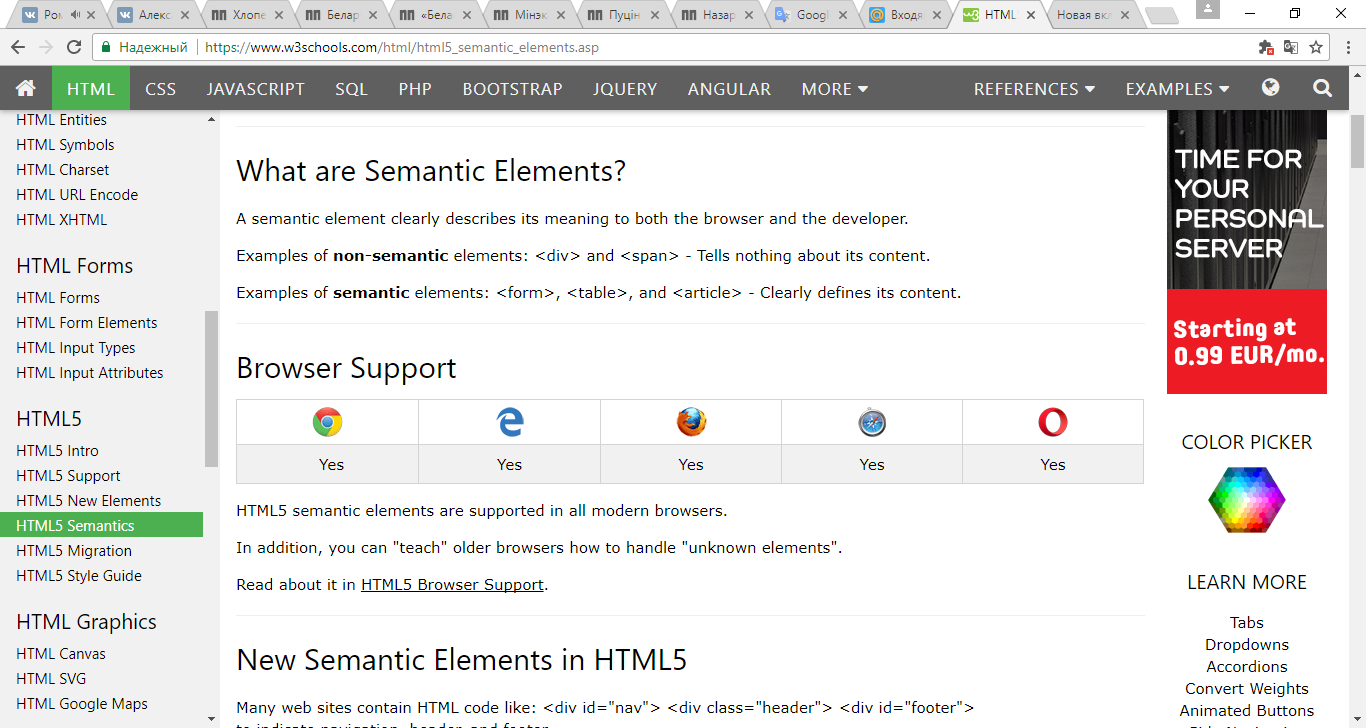 Ром
Алекс
Хлопе
Белар
«Бела
Мінэк
Пуцін
Назар
Googl
Входя
HTML
Новая вкл
Надежный
https://www.w3schools.com/html/html5_semantic_elements.asp
HTML CSS JAVASCRIPT SQL PHP BOOTSTRAP JQUERY ANGULAR MORE REFERENCES EXAMPLES
HTML Entities
HTML Symbols
HTML Charset
HTML URL Encode
HTML XHTML
HTML Forms
HTML Forms
HTML Form Elements
HTML Input Types
HTML Input Attributes
HTML5
HTML5 Intro
HTML5 Support
HTML5 New Elements
HTML5 Semantics
HTML5 Migration
HTML5 Style Guide
HTML Graphics
HTML Canvas
HTML SVG
HTML Google Maps
What are Semantic Elements?
A semantic element clearly describes its meaning to both the browser and the developer.
Examples of non-semantic elements: <div> and <span> - Tells nothing about its content.
Examples of semantic elements: <form>, <table>, and <article> - Clearly defines its content.
Browser Support
Yes Yes Yes Yes Yes
HTML5 semantic elements are supported in all modern browsers.
In addition, you can "teach" older browsers how to handle "unknown elements".
Read about it in HTML5 Browser Support.
New Semantic Elements in HTML5
Many web sites contain HTML code like: <div id="nav"> <div class="header"> <div id="footer">
to indicate navigation, header, and footer.
TIME FOR
YOUR
PERSONAL
SERVER
Starting at
0.99 EUR/mo.
COLOR PICKER
LEARN MORE
Tabs
Dropdowns
Accordions
Convert Weights
Animated Buttons